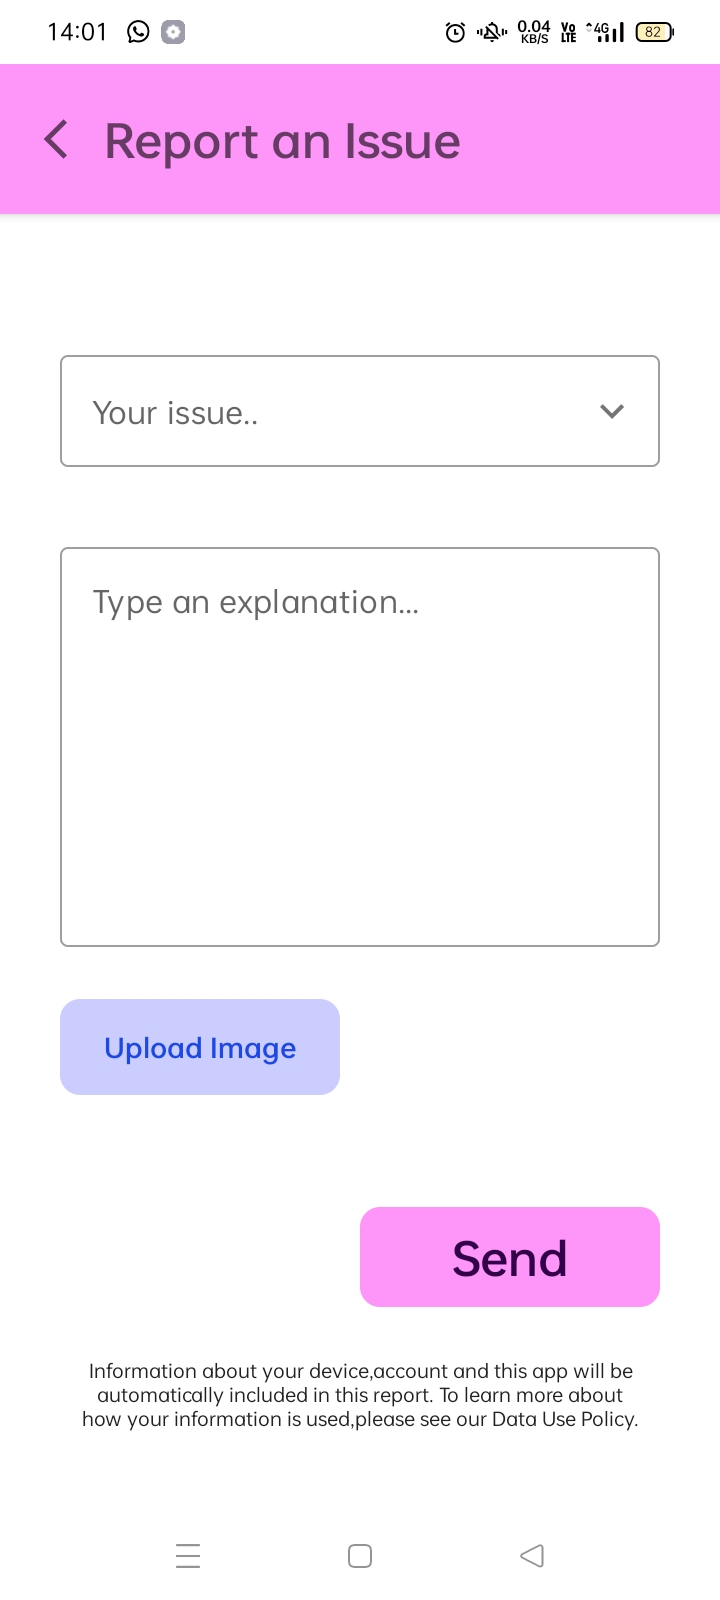 14:01 0.04 KB/S Vo LTE 4G 82
Report an Issue
Your issue..
Type an explanation...
Upload Image
Send
Information about your device,account and this app will be
automatically included in this report. To learn more about
how your information is used,please see our Data Use Policy.